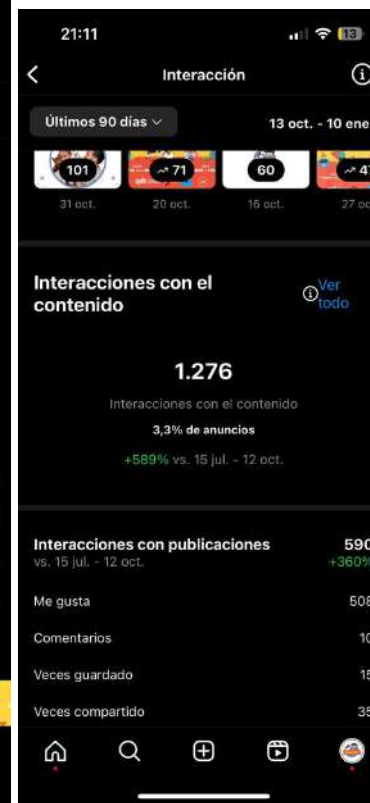 21:11
13
Interacción
Últimos 90 días
13 oct. - 10 ene
101
71
60
31 oct.
20 oct.
16 oct.
27
Interacciones con el
contenido
Ver
todo
1.276
Interacciones con el contenido
3,3% de anuncios
+589% vs. 15 jul. - 12 oct.
Interacciones con publicaciones
590
vs. 15 jul. - 12 oct.
+360%
Me gusta
508
Comentarios
10
Veces guardado
15
Veces compartido
35